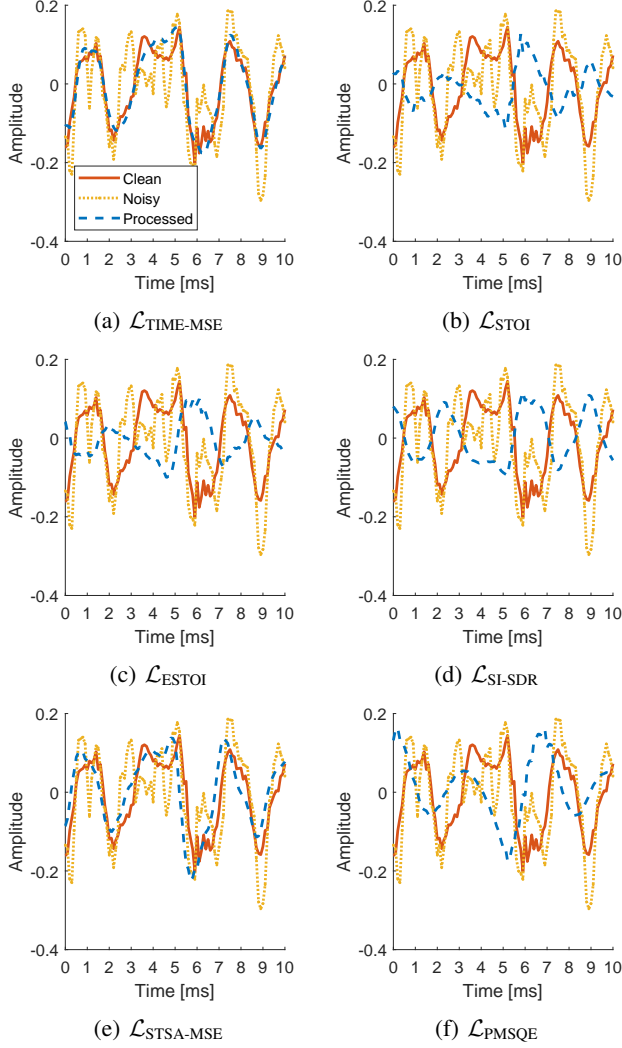 0.2
0
-0.2
-0.4
Amplitude
Clean
Noisy
Processed
0 1 2 3 4 5 6 7 8 9 10
Time [ms]
(a) ℒTIME-MSE
0.2
0
-0.2
-0.4
Amplitude
0 1 2 3 4 5 6 7 8 9 10
Time [ms]
(b) ℒSTOI
0.2
0
-0.2
-0.4
Amplitude
0 1 2 3 4 5 6 7 8 9 10
Time [ms]
(c) ℒESTOI
0.2
0
-0.2
-0.4
Amplitude
0 1 2 3 4 5 6 7 8 9 10
Time [ms]
(d) ℒSI-SDR
0.2
0
-0.2
-0.4
Amplitude
0 1 2 3 4 5 6 7 8 9 10
Time [ms]
(e) ℒSTSA-MSE
0.2
0
-0.2
-0.4
Amplitude
0 1 2 3 4 5 6 7 8 9 10
Time [ms]
(f) ℒPMSQE